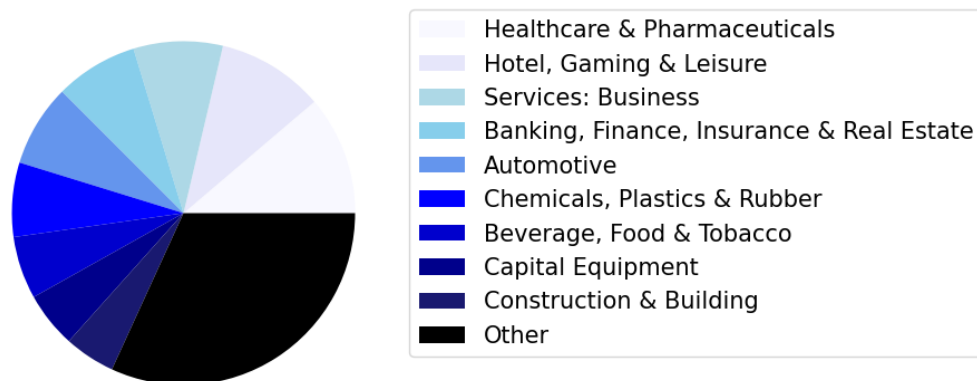 Healthcare & Pharmaceuticals
Hotel, Gaming & Leisure
Services: Business
Banking, Finance, Insurance & Real Estate
Automotive
Chemicals, Plastics & Rubber
Beverage, Food & Tobacco
Capital Equipment
Construction & Building
Other